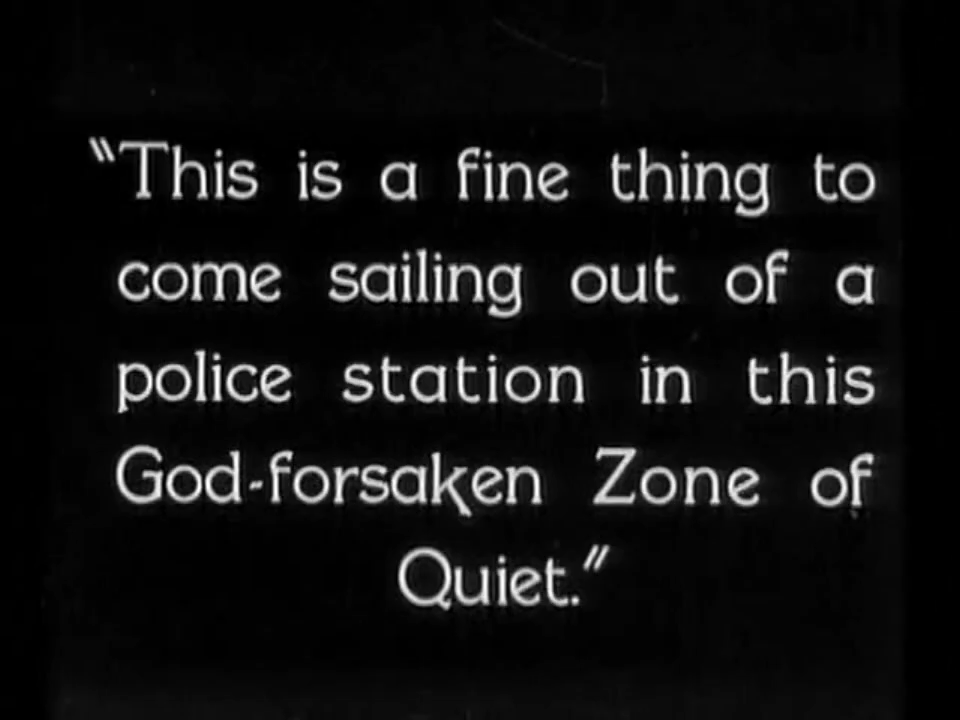 "This is a fine thing to
come sailing out of a
police station in this
God-forsaken Zone of
Quiet."